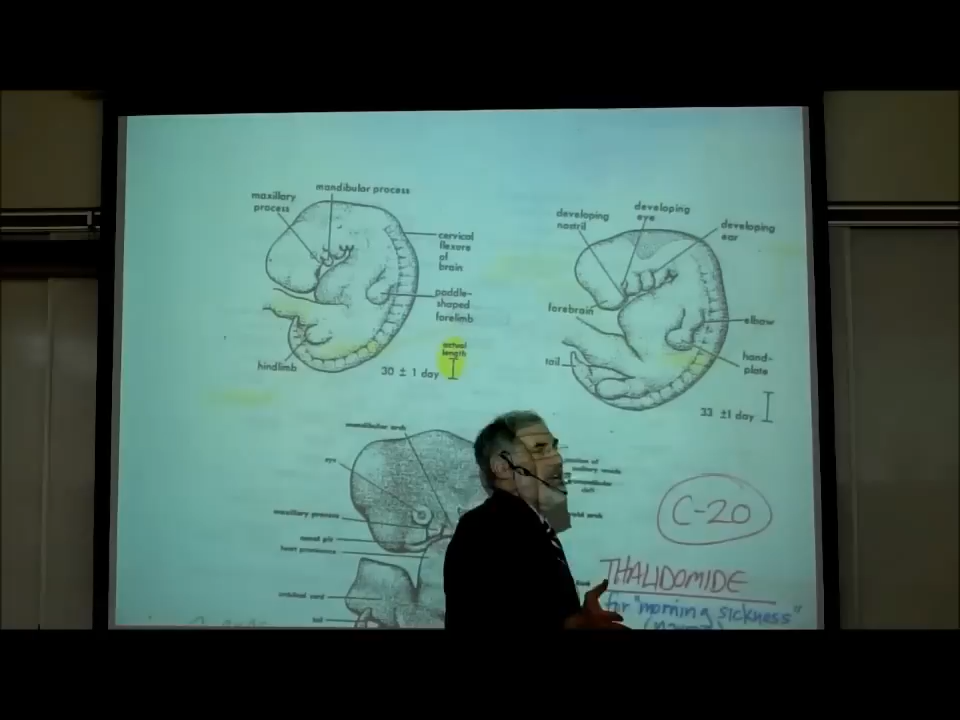 mandibular process
maxillary
process
cervical
flexure
of
brain
paddle-
shaped
forelimb
actual
length
hindlimb
30 ± 1 day
developing
eye
developing
nostril
developing
ear
forebrain
elbow
tail
hand-
plate
33 ±1 day
mandibular arch
eye
maxillary process
nasal pit
heart prominence
umbilical cord
tail
C-20
THALIDOMIDE
for "morning sickness"